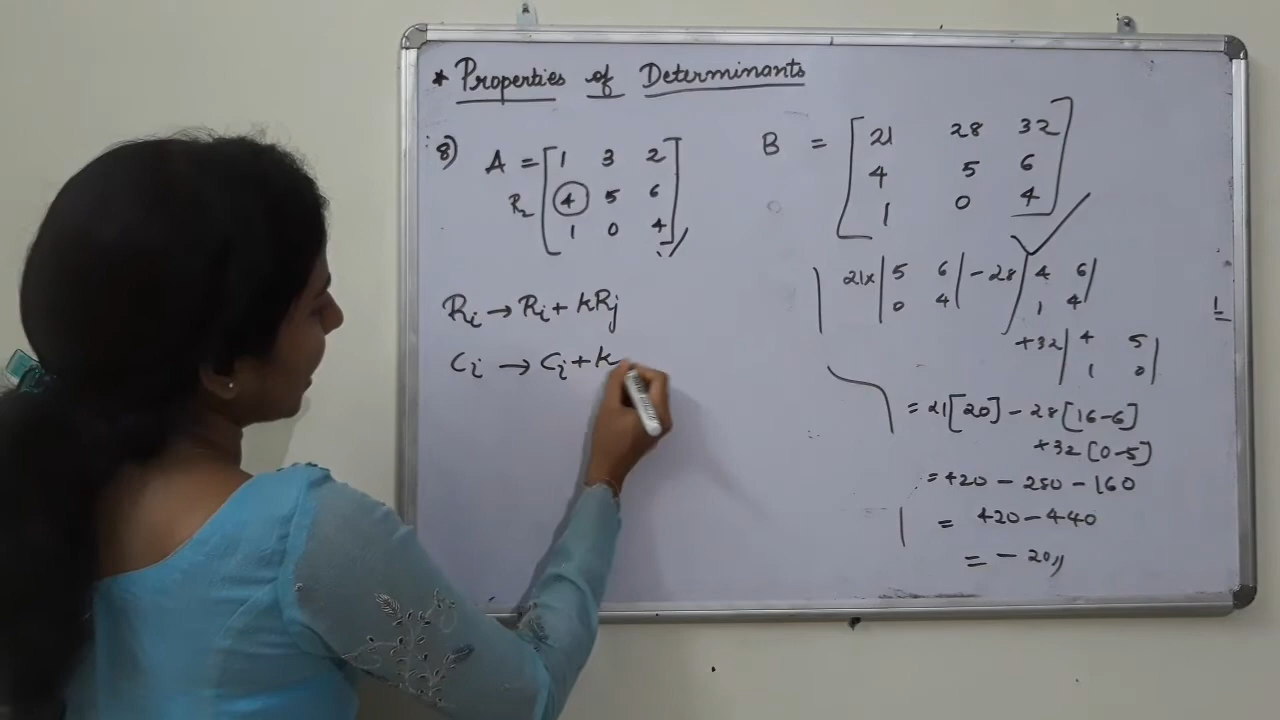 * Properties of Determinants
8) A = [1 3 2
R₂ 4 5 6
1 0 4]
Rᵢ → Rᵢ + kRⱼ
Cᵢ → Cᵢ + k
B = [21 28 32
4 5 6
1 0 4]
21x |5 6| - 28 |4 6|
0 4 1 4
+32 |4 5|
1 0
= 21[20] - 28[16-6]
+32[0-5]
= 420 - 280 - 160
= 420 - 440
= - 20//